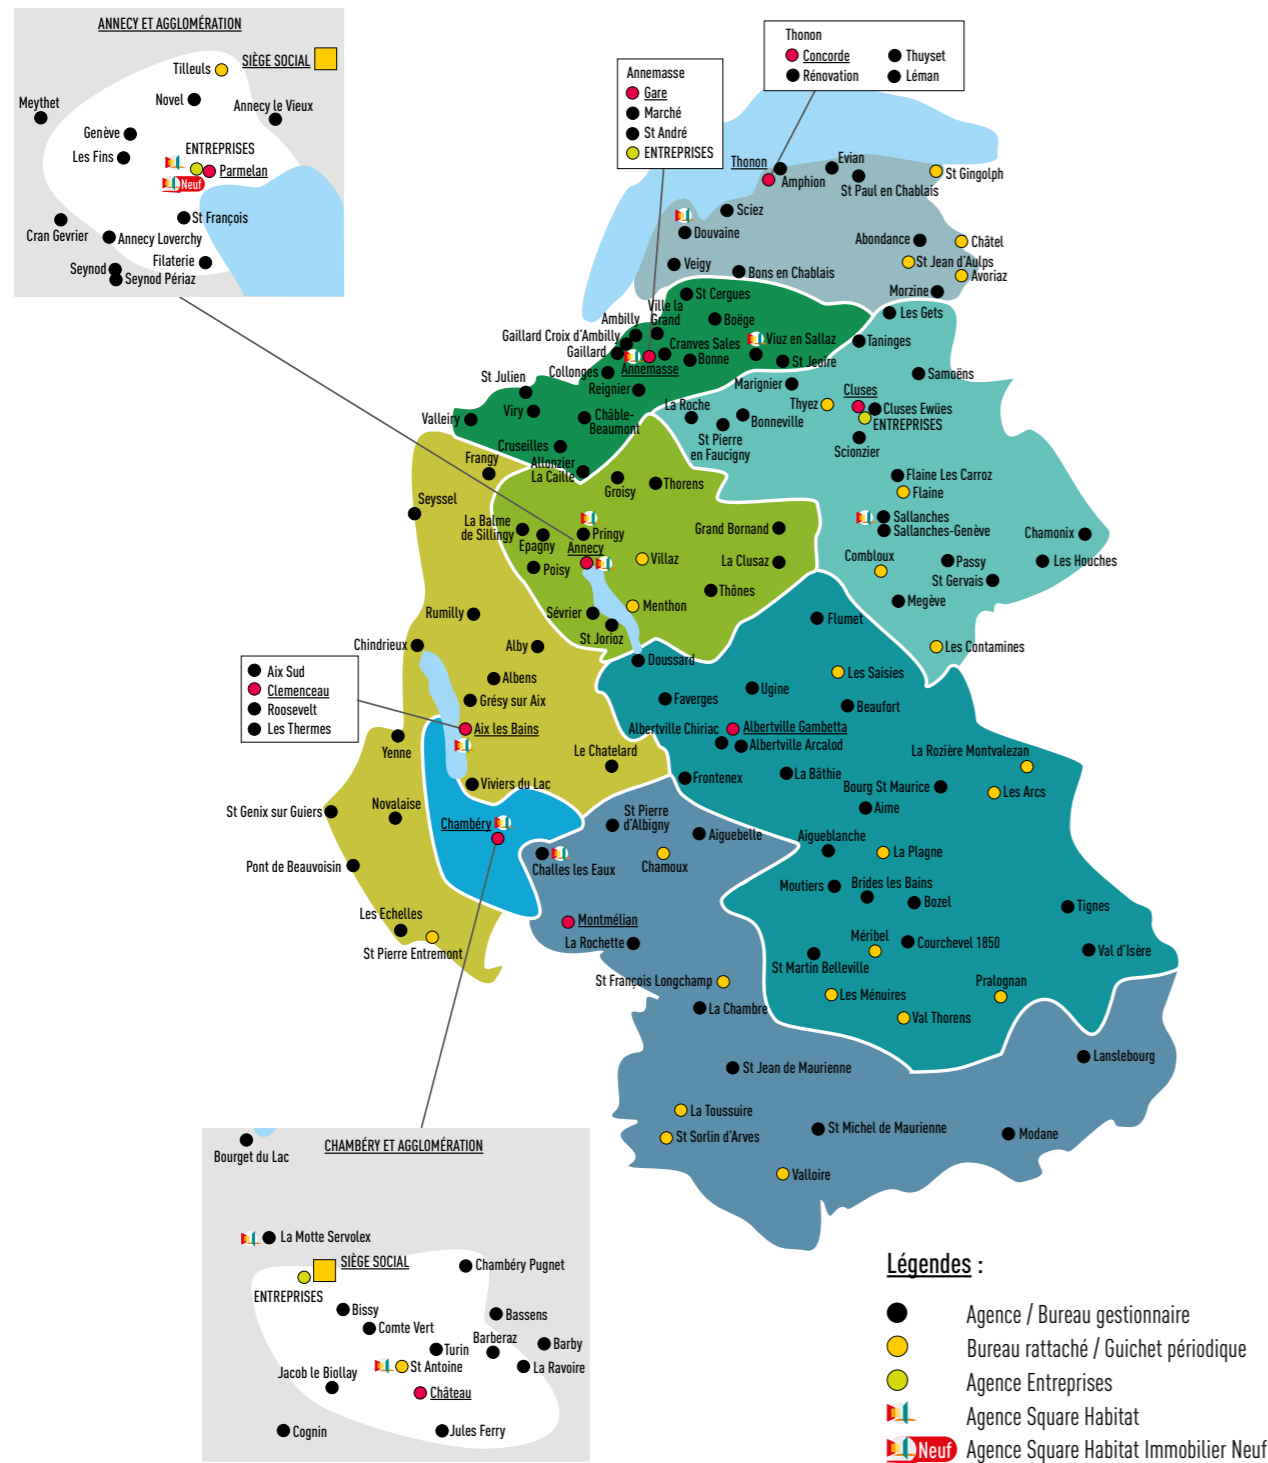 ANNECY ET AGGLOMÉRATION
SIÈGE SOCIAL
Tilleuls
Novel
Meythet
Annecy le Vieux
Genève
Les Fins
ENTREPRISES
Parmelan
Neuf
St François
Cran Gevrier
Annecy Loverchy
Filaterie
Seynod
Seynod Périaz
Annemasse
Gare
Marché
St André
ENTREPRISES
Thonon
Concorde
Thuyset
Rénovation
Léman
Thonon
Evian
Amphion
St Paul en Chablais
St Gingolph
Sciez
Douvaine
Abondance
Châtel
St Jean d'Aulps
Veigy
Bons en Chablais
Avoriaz
Morzine
St Cergues
Ville la
Grand
Boëge
Les Gets
Ambilly
Gaillard Croix d'Ambilly
Cranves Sales
Viuz en Sallaz
Taninges
Gaillard
Bonne
St Jeoire
Collonges
Annemasse
Samoëns
St Julien
Reignier
Marignier
Cluses
Thyez
Cluses Ewües
ENTREPRISES
Viry
Valleiry
Châble-
Beaumont
La Roche
Bonneville
St Pierre
en Faucigny
Scionzier
Cruseilles
Frangy
Allonzier
La Caille
Groisy
Thorens
Flaine Les Carroz
Flaine
Seyssel
La Balme
de Sillingy
Epagny
Pringy
Annecy
Grand Bornand
Sallanches
Sallanches-Genève
Chamonix
Poisy
Villaz
La Clusaz
Combloux
Passy
Les Houches
St Gervais
Thônes
Megève
Rumilly
Sévrier
Menthon
St Jorioz
Flumet
Chindrieux
Alby
Les Contamines
Doussard
Aix Sud
Clemenceau
Roosevelt
Les Thermes
Albens
Les Saisies
Grésy sur Aix
Faverges
Ugine
Beaufort
Aix les Bains
Albertville Chiriac
Albertville Gambetta
Albertville Arcalod
Yenne
Le Chatelard
La Rozière Montvalezan
Viviers du Lac
Frontenex
La Bâthie
Bourg St Maurice
Les Arcs
Novalaise
St Genix sur Guiers
Aime
Chambéry
St Pierre
d'Albigny
Aiguebelle
Aigueblanche
La Plagne
Pont de Beauvoisin
Challes les Eaux
Chamoux
Moutiers
Brides les Bains
Bozel
Tignes
Les Echelles
Montmélian
St Pierre Entremont
La Rochette
Méribel
Courchevel 1850
Val d'Isère
St Martin Belleville
St François Longchamp
Les Ménuires
Pralognan
La Chambre
Val Thorens
Lanslebourg
St Jean de Maurienne
La Toussuire
St Sorlin d'Arves
St Michel de Maurienne
Modane
Valloire
CHAMBÉRY ET AGGLOMÉRATION
Bourget du Lac
La Motte Servolex
SIÈGE SOCIAL
ENTREPRISES
Chambéry Pugnet
Bissy
Bassens
Comte Vert
Turin
Barberaz
Barby
St Antoine
La Ravoire
Jacob le Biollay
Château
Cognin
Jules Ferry
Légendes :
Agence / Bureau gestionnaire
Bureau rattaché / Guichet périodique
Agence Entreprises
Agence Square Habitat
Neuf Agence Square Habitat Immobilier Neuf